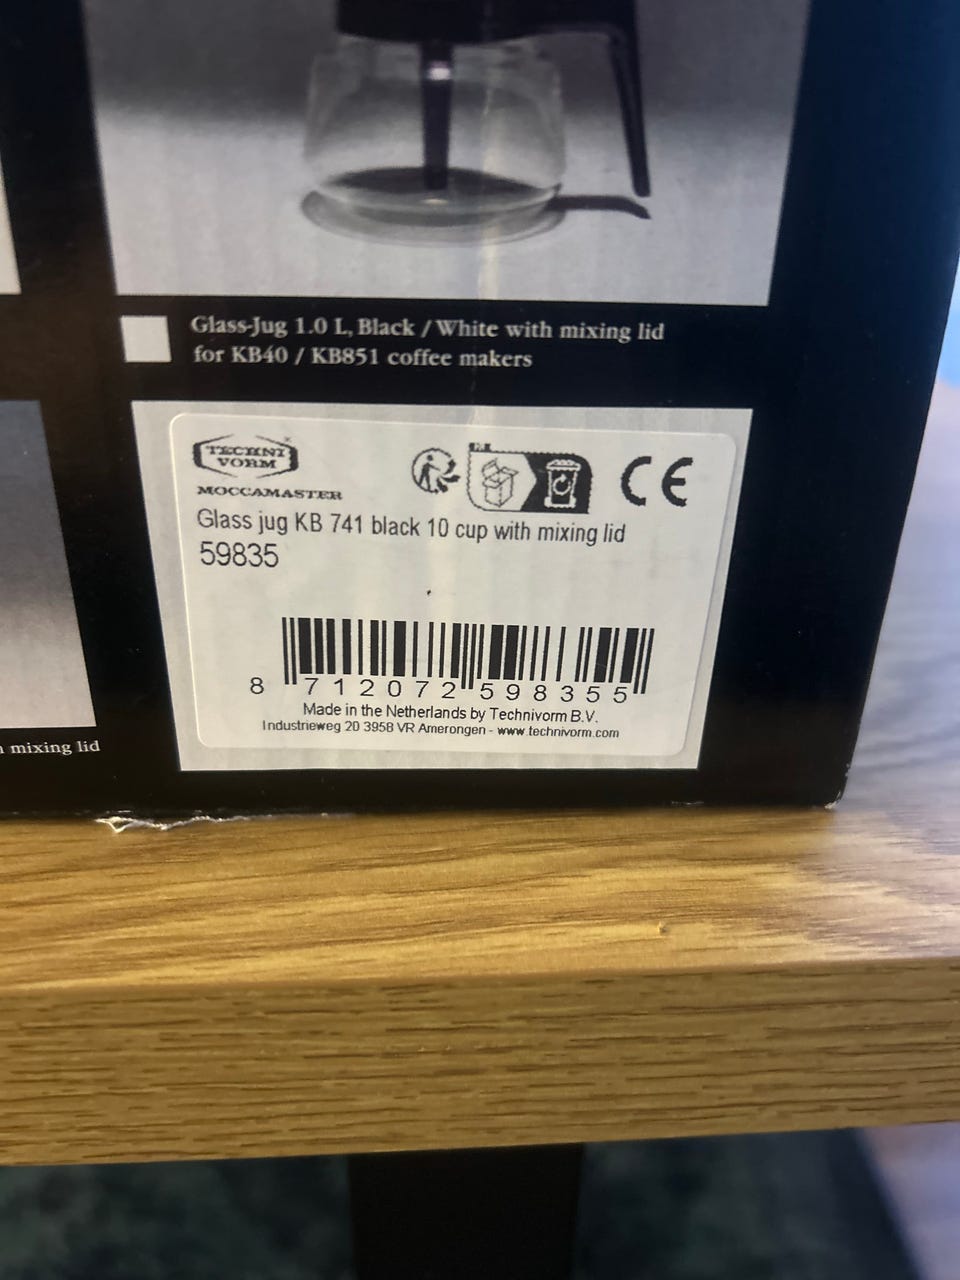 Glass-Jug 1.0 L, Black / White with mixing lid
for KB40 / KB851 coffee makers
TECHNI
VORM
MOCCAMASTER
CE
Glass jug KB 741 black 10 cup with mixing lid
59835
8 712072 598355
Made in the Netherlands by Technivorm B.V.
Industrieweg 20 3958 VR Amerongen - www.technivorm.com
mixing lid